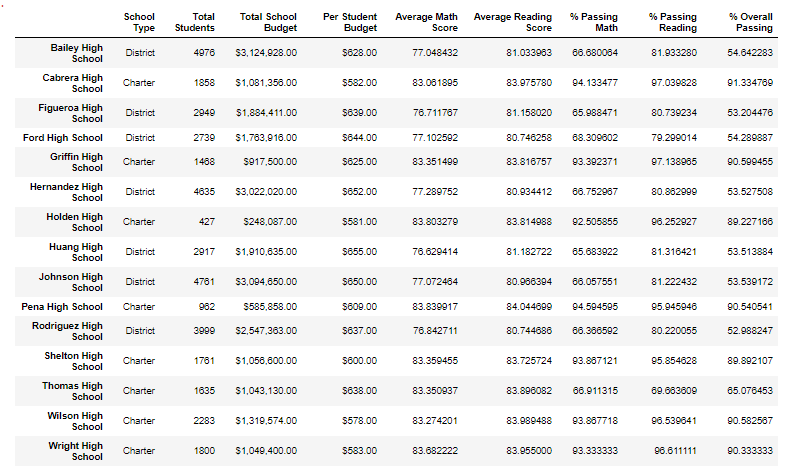 School Type Total Students Total School Budget Per Student Budget Average Math Score Average Reading Score % Passing Math % Passing Reading % Overall Passing
Bailey High School District 4976 $3,124,928.00 $628.00 77.048432 81.033963 66.680064 81.933280 54.642283
Cabrera High School Charter 1858 $1,081,356.00 $582.00 83.061895 83.975780 94.133477 97.039828 91.334769
Figueroa High School District 2949 $1,884,411.00 $639.00 76.711767 81.158020 65.988471 80.739234 53.204476
Ford High School District 2739 $1,763,916.00 $644.00 77.102592 80.746258 68.309602 79.299014 54.289887
Griffin High School Charter 1468 $917,500.00 $625.00 83.351499 83.816757 93.392371 97.138965 90.599455
Hernandez High School District 4635 $3,022,020.00 $652.00 77.289752 80.934412 66.752967 80.862999 53.527508
Holden High School Charter 427 $248,087.00 $581.00 83.803279 83.814988 92.505855 96.252927 89.227166
Huang High School District 2917 $1,910,635.00 $655.00 76.629414 81.182722 65.683922 81.316421 53.513884
Johnson High School District 4761 $3,094,650.00 $650.00 77.072464 80.966394 66.057551 81.222432 53.539172
Pena High School Charter 962 $585,858.00 $609.00 83.839917 84.044699 94.594595 95.945946 90.540541
Rodriguez High School District 3999 $2,547,363.00 $637.00 76.842711 80.744686 66.366592 80.220055 52.988247
Shelton High School Charter 1761 $1,056,600.00 $600.00 83.359455 83.725724 93.867121 95.854628 89.892107
Thomas High School Charter 1635 $1,043,130.00 $638.00 83.350937 83.896082 66.911315 69.663609 65.076453
Wilson High School Charter 2283 $1,319,574.00 $578.00 83.274201 83.989488 93.867718 96.539641 90.582567
Wright High School Charter 1800 $1,049,400.00 $583.00 83.682222 83.955000 93.333333 96.611111 90.333333